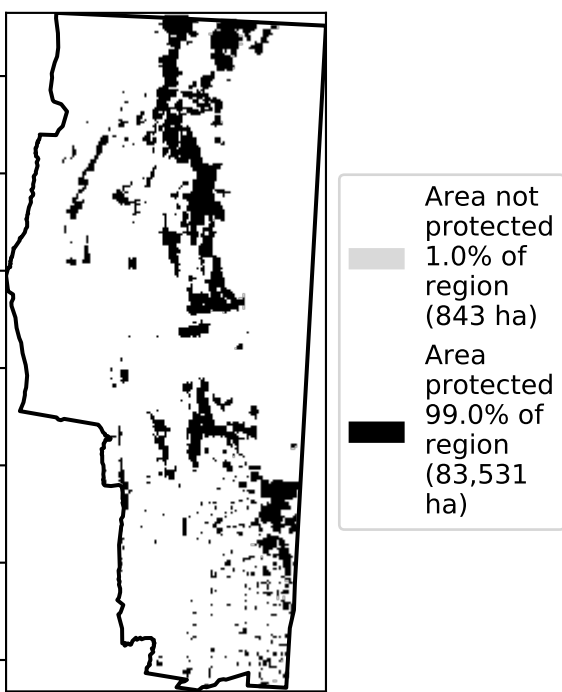 Area not
protected
1.0% of
region
(843 ha)
Area
protected
99.0% of
region
(83,531
ha)